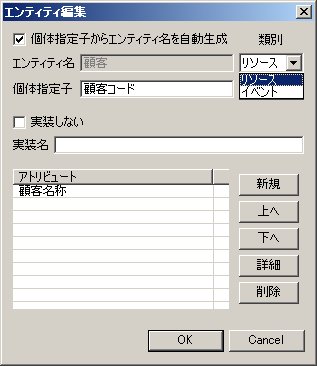 エンティティ編集
個体指定子からエンティティ名を自動生成 類別
エンティティ名 顧客 リソース
リソース
個体指定子 顧客コード イベント
実装しない
実装名
アトリビュート 新規
顧客名称
上へ
下へ
詳細
削除
OK Cancel